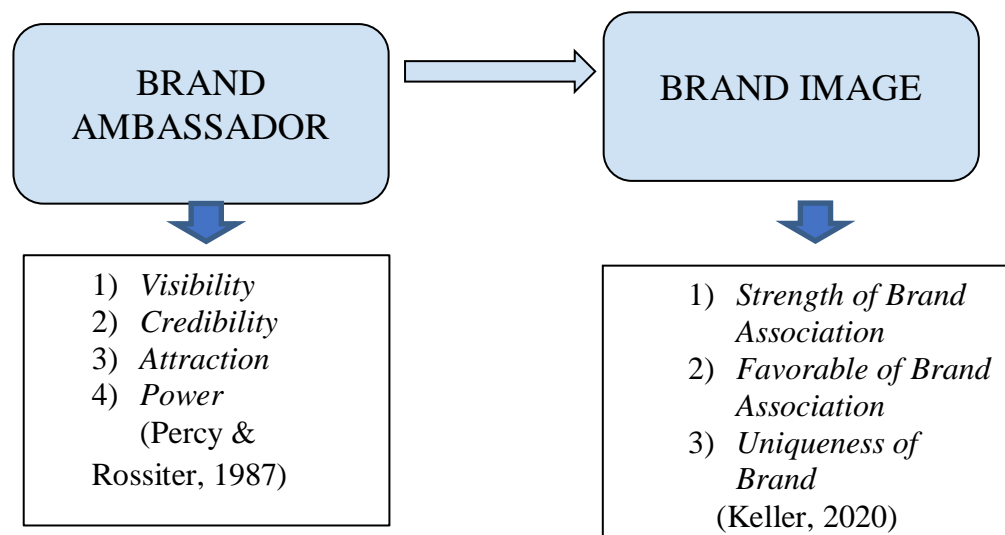 BRAND
AMBASSADOR
BRAND IMAGE
1) Visibility
2) Credibility
3) Attraction
4) Power
(Percy &
Rossiter, 1987)
1) Strength of Brand
Association
2) Favorable of Brand
Association
3) Uniqueness of
Brand
(Keller, 2020)